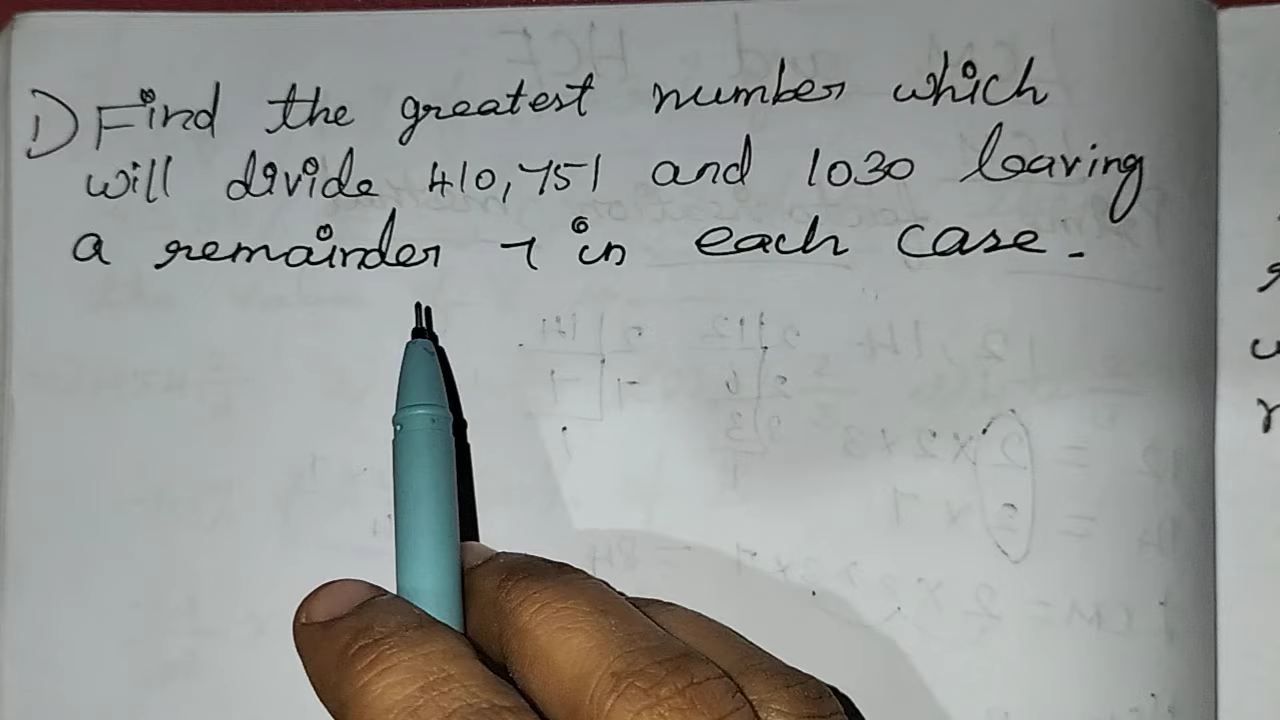 1) Find the greatest number which
will divide 410, 751 and 1030 leaving
a remainder 7 in each case.